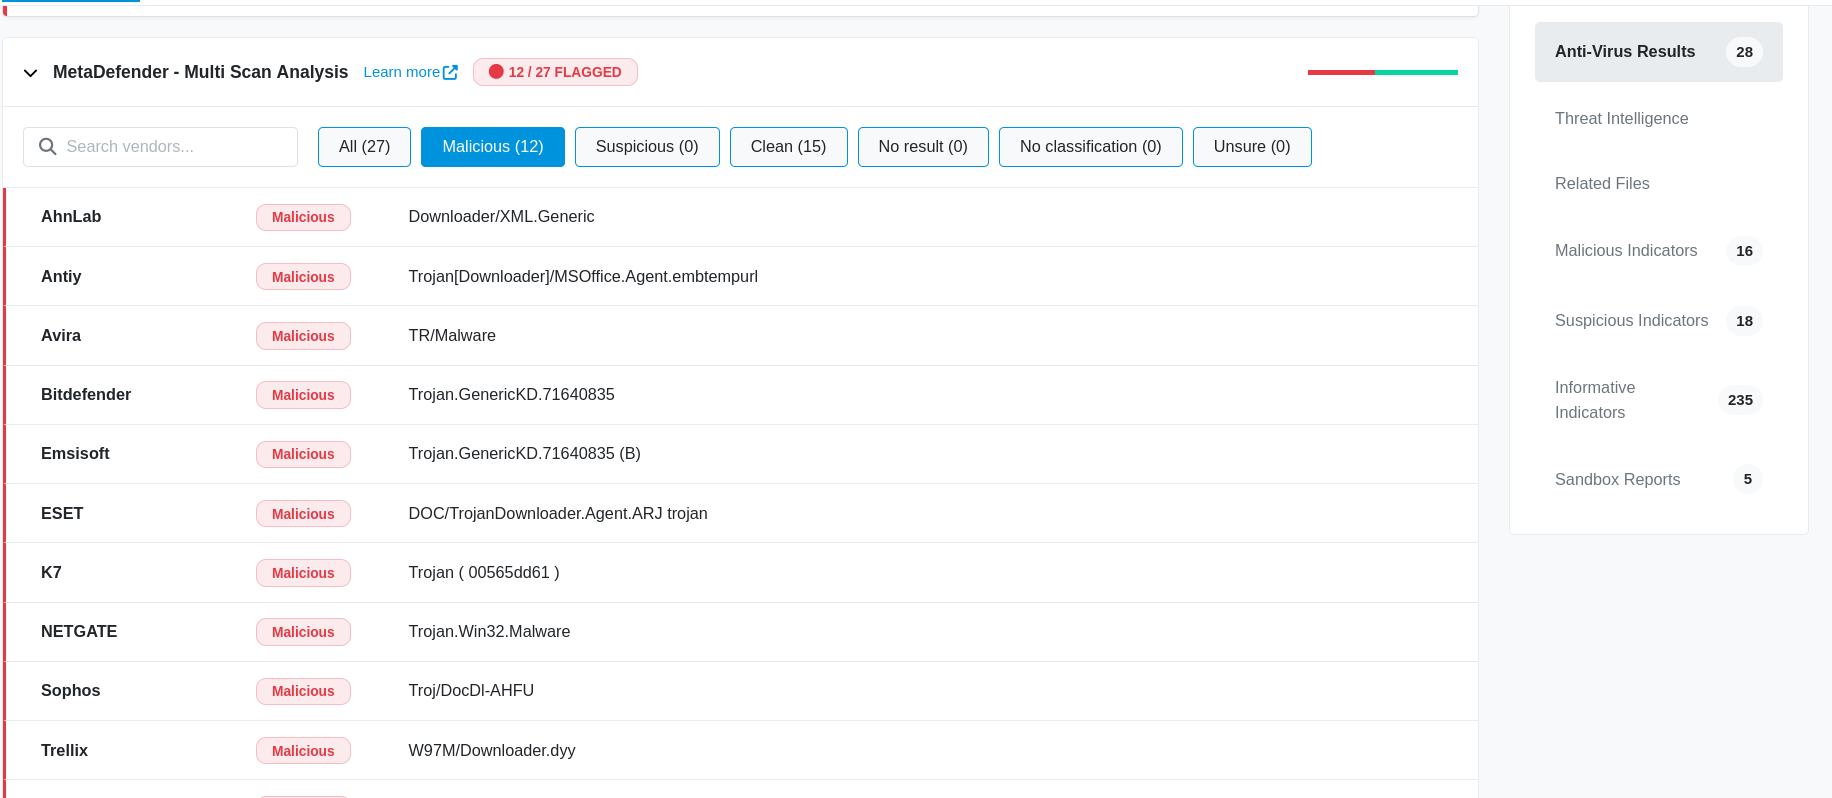 MetaDefender - Multi Scan Analysis Learn more 12 / 27 FLAGGED
Search vendors... All (27) Malicious (12) Suspicious (0) Clean (15) No result (0) No classification (0) Unsure (0)
AhnLab Malicious Downloader/XML.Generic
Antiy Malicious Trojan[Downloader]/MSOffice.Agent.embtempurl
Avira Malicious TR/Malware
Bitdefender Malicious Trojan.GenericKD.71640835
Emsisoft Malicious Trojan.GenericKD.71640835 (B)
ESET Malicious DOC/TrojanDownloader.Agent.ARJ trojan
K7 Malicious Trojan ( 00565dd61 )
NETGATE Malicious Trojan.Win32.Malware
Sophos Malicious Troj/DocDl-AHFU
Trellix Malicious W97M/Downloader.dyy
Anti-Virus Results 28
Threat Intelligence
Related Files
Malicious Indicators 16
Suspicious Indicators 18
Informative
Indicators 235
Sandbox Reports 5